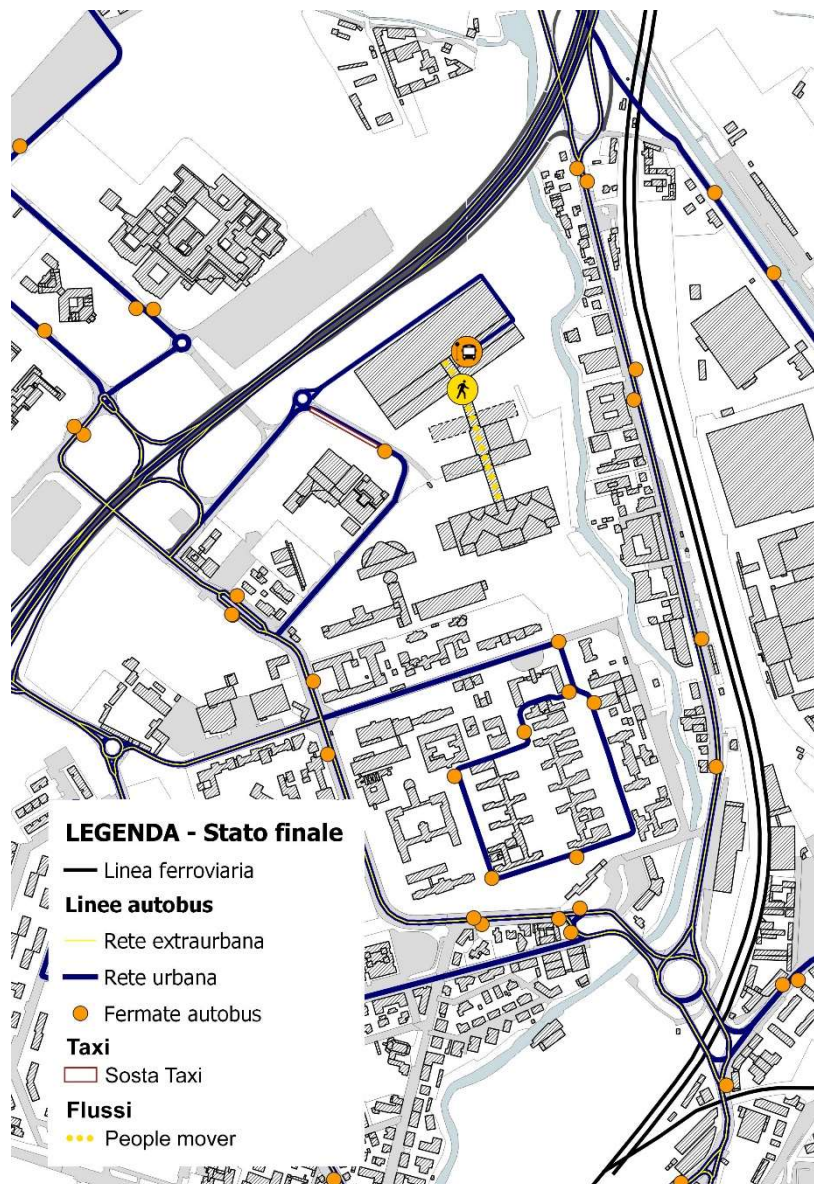 LEGENDA - Stato finale
Linea ferroviaria
Linee autobus
Rete extraurbana
Rete urbana
Fermate autobus
Taxi
Sosta Taxi
Flussi
People mover